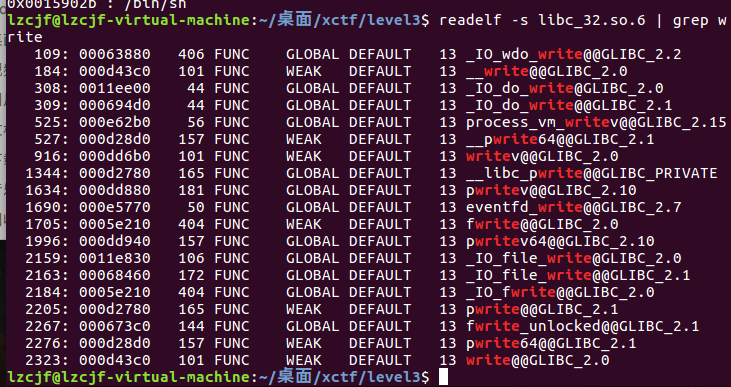 0x0015902b : /bin/sh
lzcjf@lzcjf-virtual-machine:~/桌面/xctf/level3$ readelf -s libc_32.so.6 | grep w
rite
109: 00063880 406 FUNC GLOBAL DEFAULT 13 _IO_wdo_write@@GLIBC_2.2
184: 000d43c0 101 FUNC WEAK DEFAULT 13 __write@@GLIBC_2.0
308: 0011ee00 44 FUNC GLOBAL DEFAULT 13 _IO_do_write@GLIBC_2.0
309: 000694d0 44 FUNC GLOBAL DEFAULT 13 _IO_do_write@@GLIBC_2.1
525: 000e62b0 56 FUNC GLOBAL DEFAULT 13 process_vm_writev@@GLIBC_2.15
527: 000d28d0 157 FUNC WEAK DEFAULT 13 __pwrite64@@GLIBC_2.1
916: 000dd6b0 101 FUNC WEAK DEFAULT 13 writev@@GLIBC_2.0
1344: 000d2780 165 FUNC GLOBAL DEFAULT 13 __libc_pwrite@@GLIBC_PRIVATE
1634: 000dd880 181 FUNC GLOBAL DEFAULT 13 pwritev@@GLIBC_2.10
1690: 000e5770 50 FUNC GLOBAL DEFAULT 13 eventfd_write@@GLIBC_2.7
1705: 0005e210 404 FUNC WEAK DEFAULT 13 fwrite@@GLIBC_2.0
1996: 000dd940 157 FUNC GLOBAL DEFAULT 13 pwritev64@@GLIBC_2.10
2159: 0011e830 106 FUNC GLOBAL DEFAULT 13 _IO_file_write@GLIBC_2.0
2163: 00068460 172 FUNC GLOBAL DEFAULT 13 _IO_file_write@@GLIBC_2.1
2184: 0005e210 404 FUNC GLOBAL DEFAULT 13 _IO_fwrite@@GLIBC_2.0
2205: 000d2780 165 FUNC WEAK DEFAULT 13 pwrite@@GLIBC_2.1
2267: 000673c0 144 FUNC GLOBAL DEFAULT 13 fwrite_unlocked@@GLIBC_2.1
2276: 000d28d0 157 FUNC WEAK DEFAULT 13 pwrite64@@GLIBC_2.1
2323: 000d43c0 101 FUNC WEAK DEFAULT 13 write@@GLIBC_2.0
lzcjf@lzcjf-virtual-machine:~/桌面/xctf/level3$